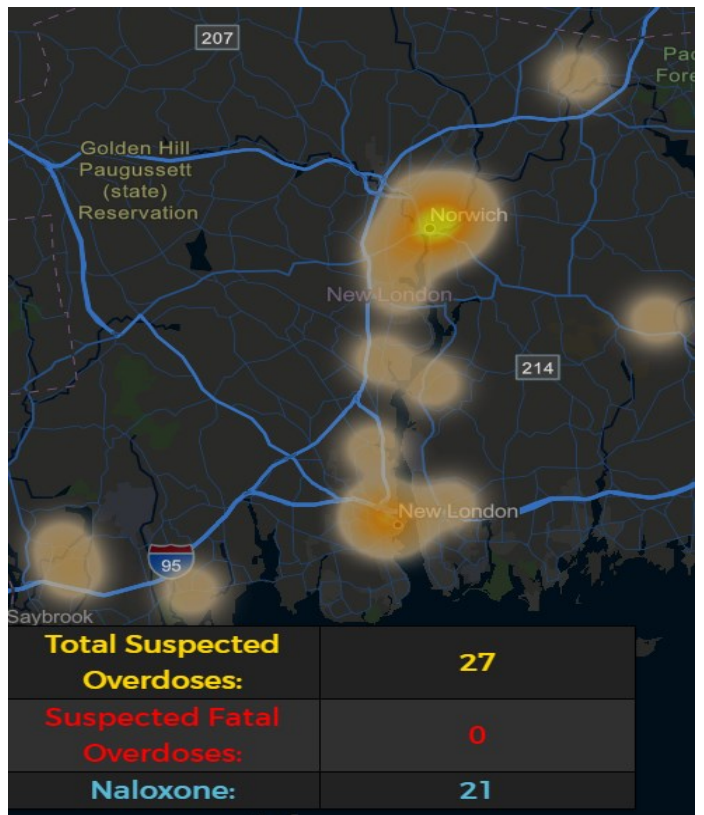 207
Pac
Fore
Golden Hill
Paugussett
(state)
Reservation
Norwich
New London
214
New London
95
Saybrook
Total Suspected
Overdoses:
27
Suspected Fatal
Overdoses:
0
Naloxone:
21